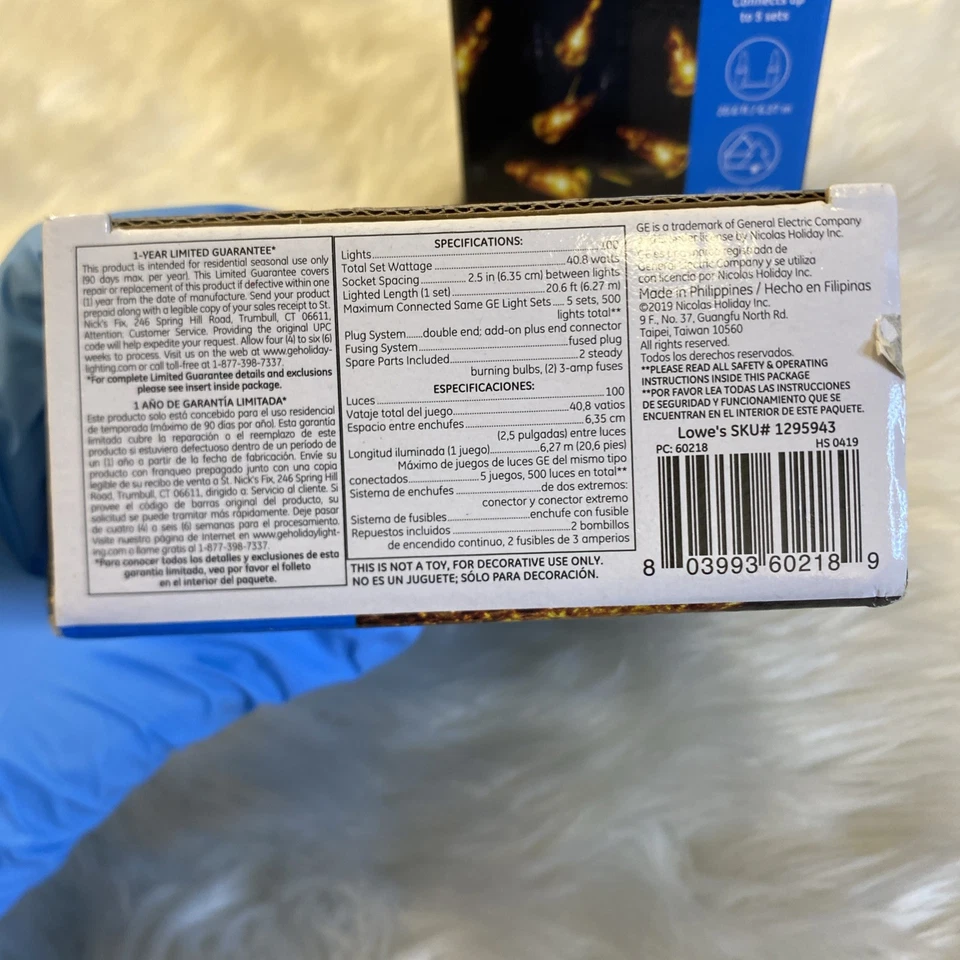 Connects up
to 5 sets
20.6 ft / 6.27 m
1-YEAR LIMITED GUARANTEE*
This product is intended for residential seasonal use only
(90 days max. per year). This Limited Guarantee covers
repair or replacement of this product if defective within one
(1) year from the date of manufacture. Send your product
prepaid along with a legible copy of your sales receipt to St.
Nick's Fix, 246 Spring Hill Road, Trumbull, CT 06611,
Attention: Customer Service. Providing the original UPC
code will help expedite your request. Allow four (4) to six (6)
weeks to process. Visit us on the web at www.geholiday-
lighting.com or call toll-free at 1-877-398-7337.
*For complete Limited Guarantee details and exclusions
please see insert inside package.
1 AÑO DE GARANTÍA LIMITADA*
Este producto solo está concebido para el uso residencial
de temporada (máximo de 90 días por año). Esta garantía
limitada cubre la reparación o el reemplazo de este
producto si estuviera defectuoso dentro de un periodo de
un (1) año a partir de la fecha de fabricación. Envíe su
producto con franqueo prepagado junto con una copia
legible de su recibo de venta a St. Nick's Fix, 246 Spring Hill
Road, Trumbull, CT 06611, dirigido a: Servicio al cliente. Si
provee el código de barras original del producto, su
solicitud se puede tramitar más rápidamente. Deje pasar
de cuatro (4) a seis (6) semanas para el procesamiento.
Visite nuestra página de Internet en www.geholidaylight-
ing.com o llame gratis al 1-877-398-7337.
*Para conocer todos los detalles y exclusiones de esta
garantía limitada, vea por favor el folleto
en el interior del paquete.
SPECIFICATIONS:
Lights.....100
Total Set Wattage.....40.8 watts
Socket Spacing.....2.5 in (6.35 cm) between lights
Lighted Length (1 set).....20.6 ft (6.27 m)
Maximum Connected Same GE Light Sets.....5 sets, 500
lights total**
Plug System.....double end; add-on plus end connector
Fusing System.....fused plug
Spare Parts Included.....2 steady
burning bulbs, (2) 3-amp fuses
ESPECIFICACIONES:
Luces.....100
Vataje total del juego.....40,8 vatios
Espacio entre enchufes.....6,35 cm
(2,5 pulgadas) entre luces
Longitud iluminada (1 juego).....6,27 m (20,6 pies)
Máximo de juegos de luces GE del mismo tipo
conectados.....5 juegos, 500 luces en total**
Sistema de enchufes.....de dos extremos:
conector y conector extremo
Sistema de fusibles.....enchufe con fusible
Repuestos incluidos.....2 bombillos
de encendido continuo, 2 fusibles de 3 amperios
THIS IS NOT A TOY, FOR DECORATIVE USE ONLY.
NO ES UN JUGUETE; SÓLO PARA DECORACIÓN.
GE is a trademark of General Electric Company
license by Nicolas Holiday Inc.
registrada de
General Electric Company y se utiliza
con licencia por Nicolas Holiday Inc.
Made in Philippines / Hecho en Filipinas
©2019 Nicolas Holiday Inc.
9 F., No. 37, Guangfu North Rd.
Taipei, Taiwan 10560
All rights reserved.
Todos los derechos reservados.
**PLEASE READ ALL SAFETY & OPERATING
INSTRUCTIONS INSIDE THIS PACKAGE
**POR FAVOR LEA TODAS LAS INSTRUCCIONES
DE SEGURIDAD Y FUNCIONAMIENTO QUE SE
ENCUENTRAN EN EL INTERIOR DE ESTE PAQUETE.
Lowe's SKU# 1295943
PC: 60218 HS 0419
8 03993 60218 9